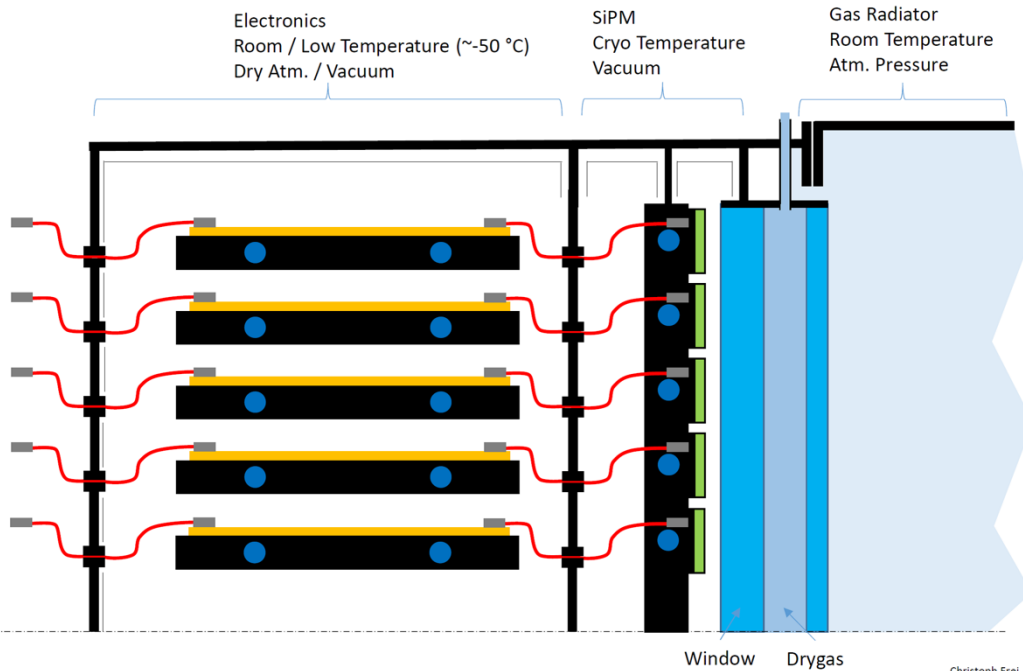 Electronics
Room / Low Temperature (~-50 °C)
Dry Atm. / Vacuum
SiPM
Cryo Temperature
Vacuum
Gas Radiator
Room Temperature
Atm. Pressure
Window
Drygas
Christoph